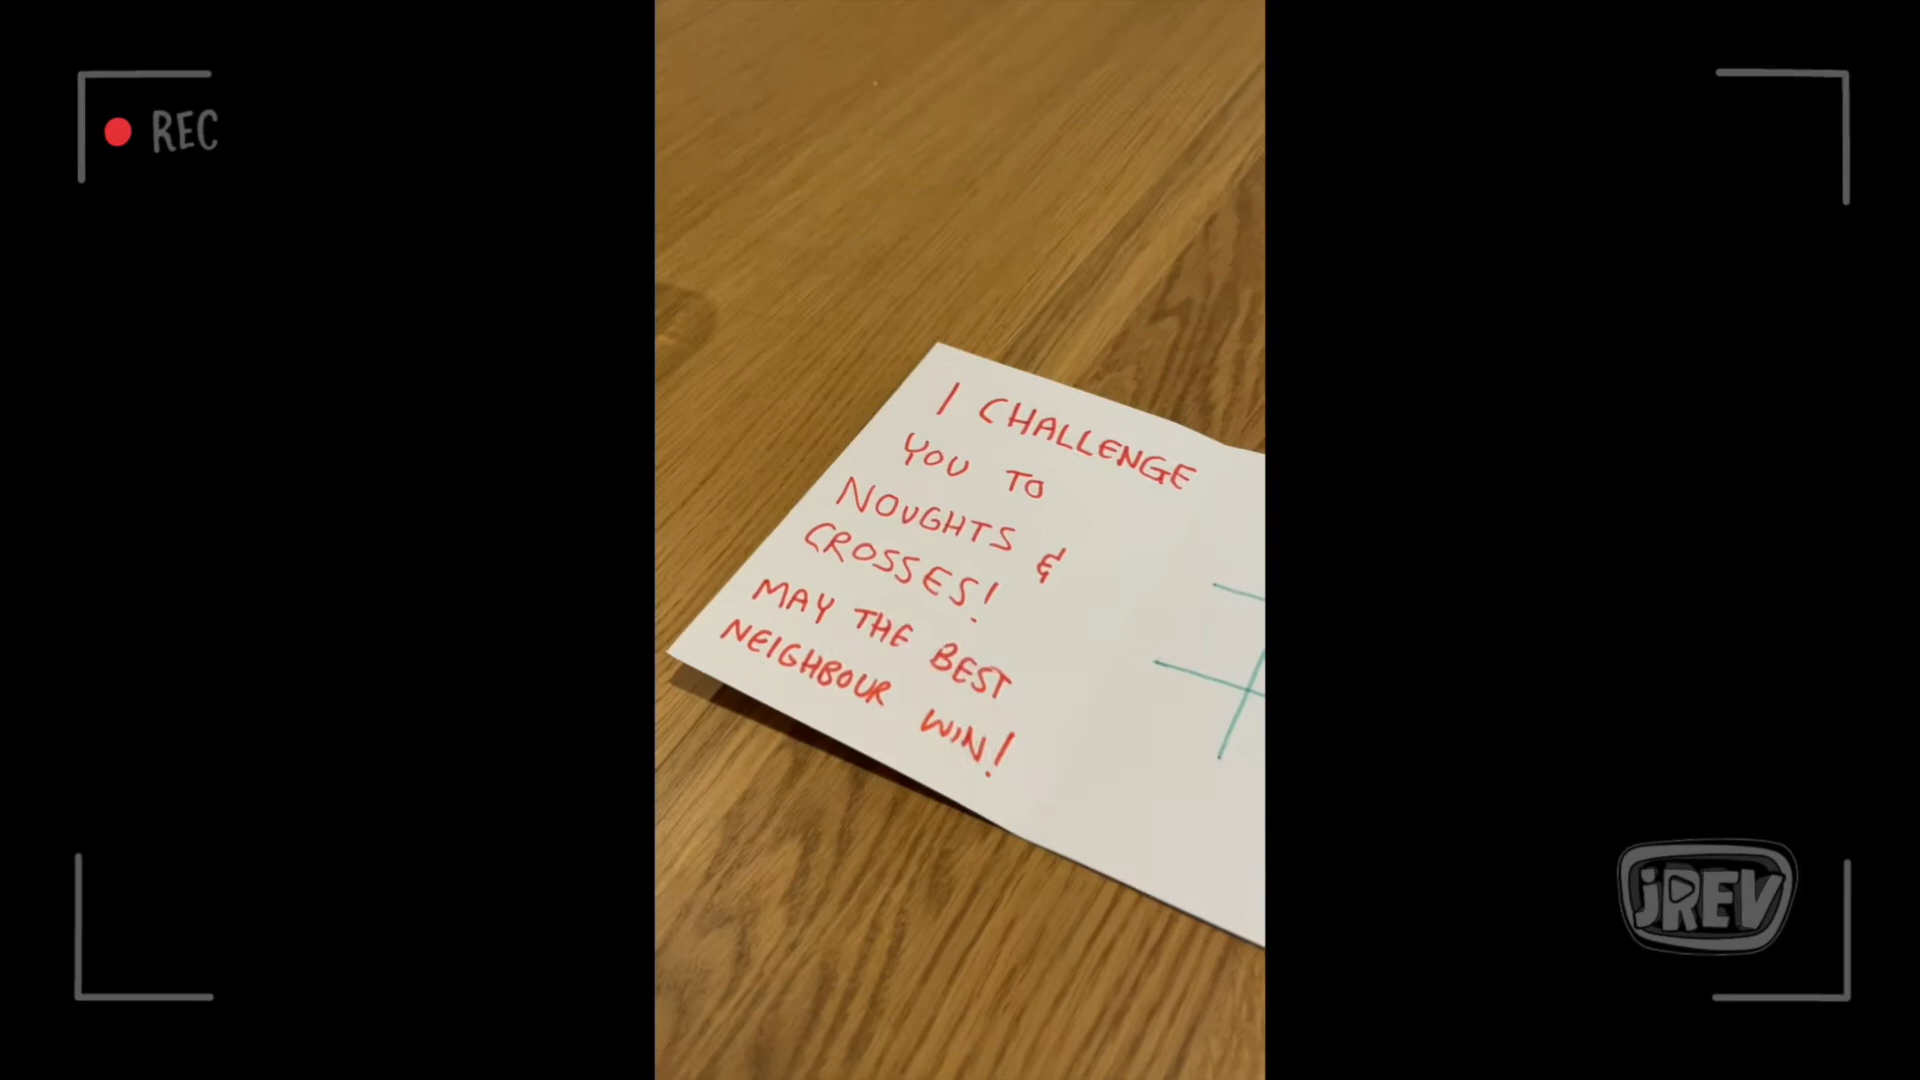 REC
I CHALLENGE
YOU TO
NOUGHTS &
CROSSES!
MAY THE BEST
NEIGHBOUR WIN!
jREV